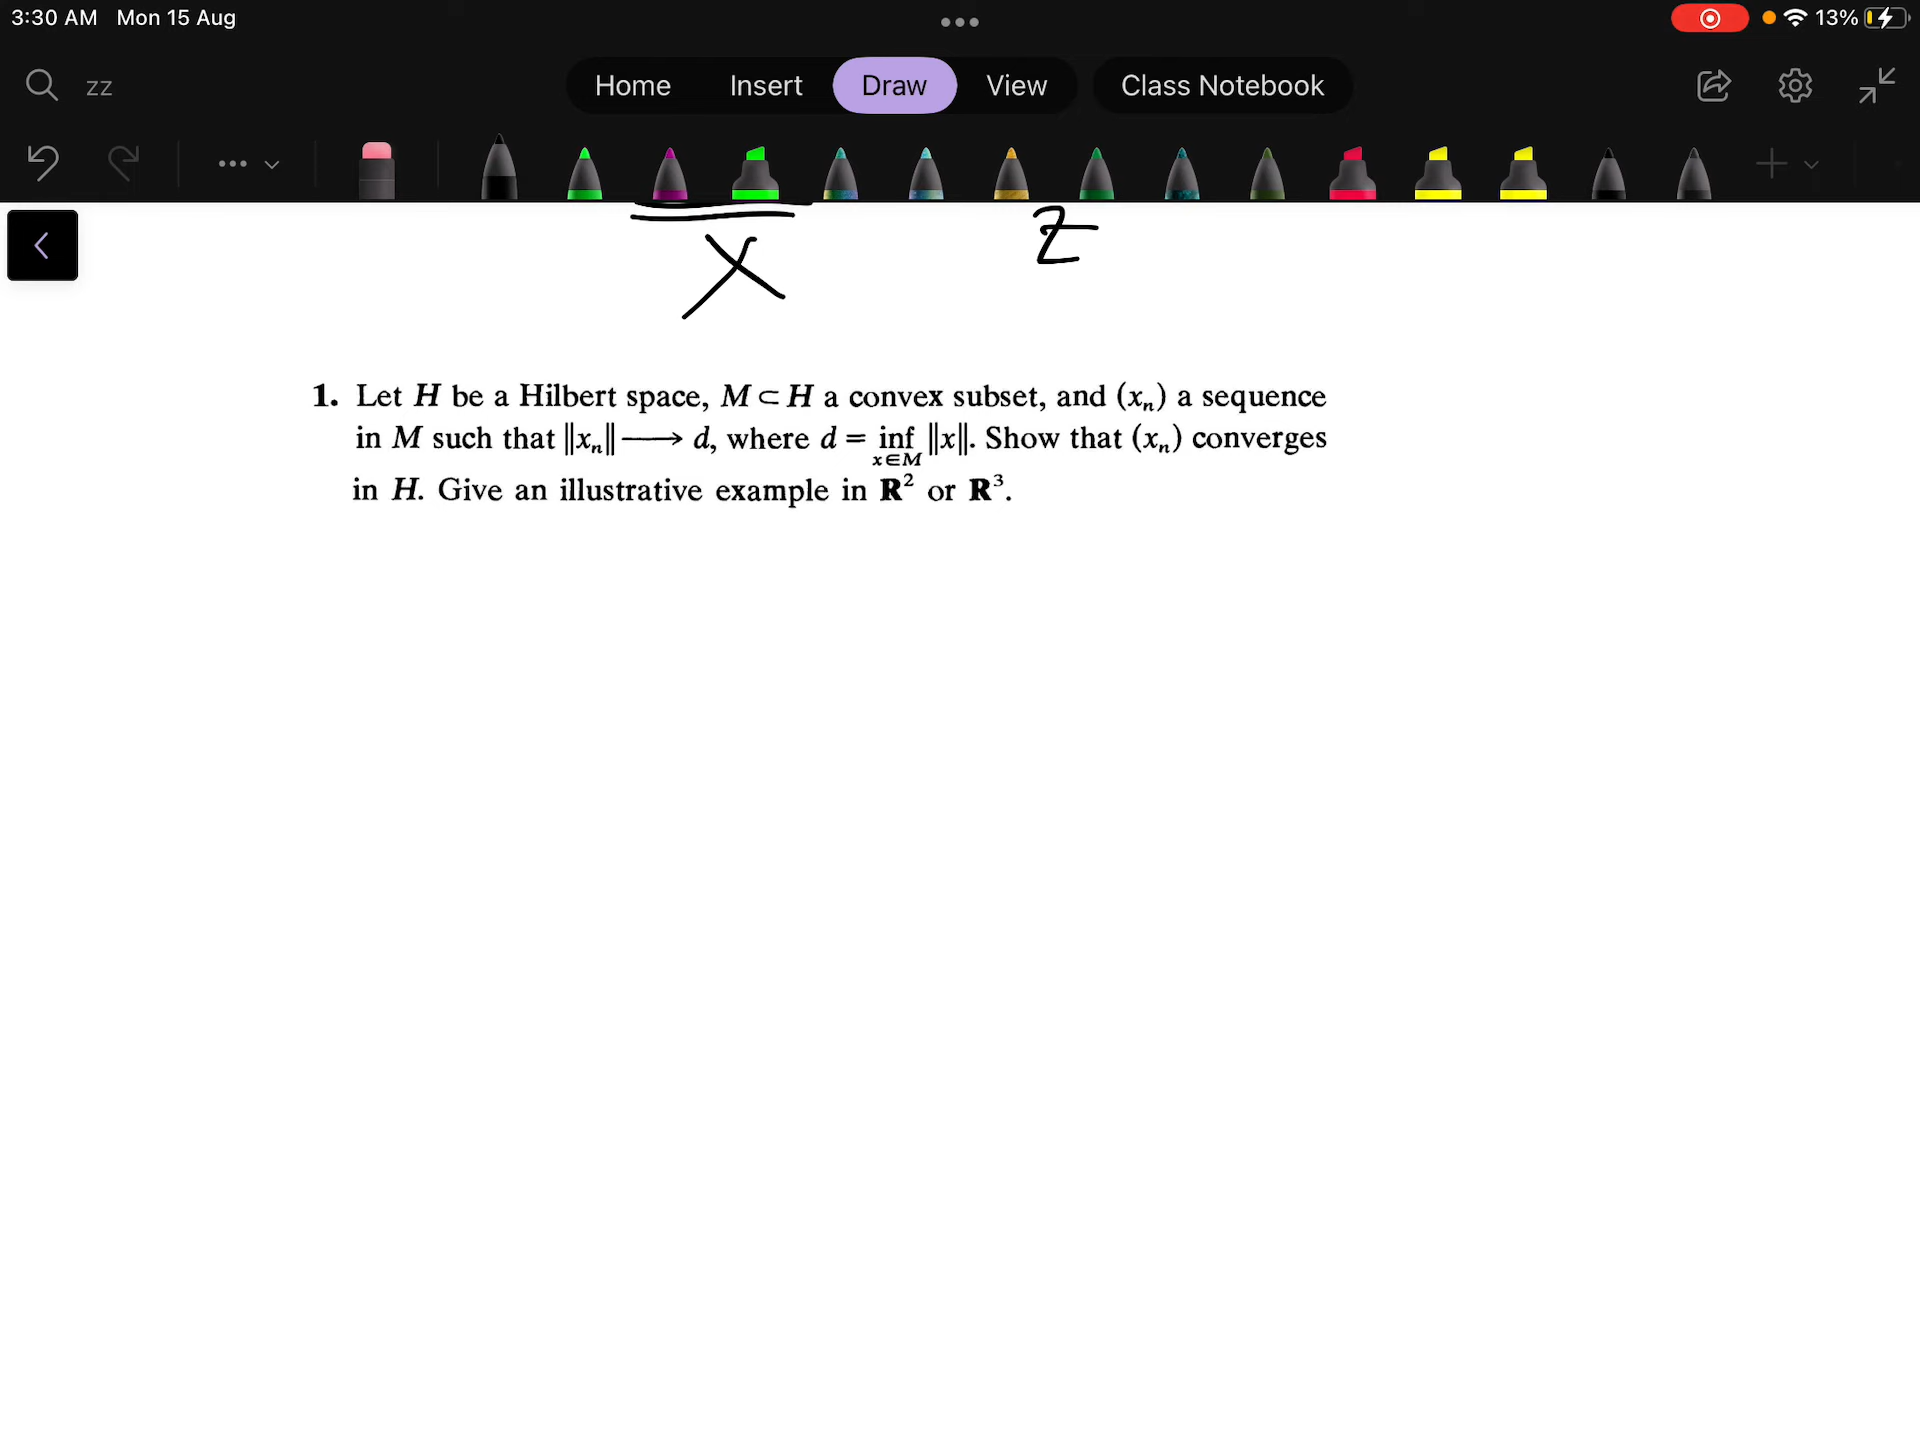 3:30 AM Mon 15 Aug
13%
zz
Home Insert Draw View Class Notebook
X
Z
1. Let H be a Hilbert space, M ⊂ H a convex subset, and (xₙ) a sequence
in M such that ‖xₙ‖ ⟶ d, where d = inf ‖x‖. Show that (xₙ) converges
x∈M
in H. Give an illustrative example in R² or R³.